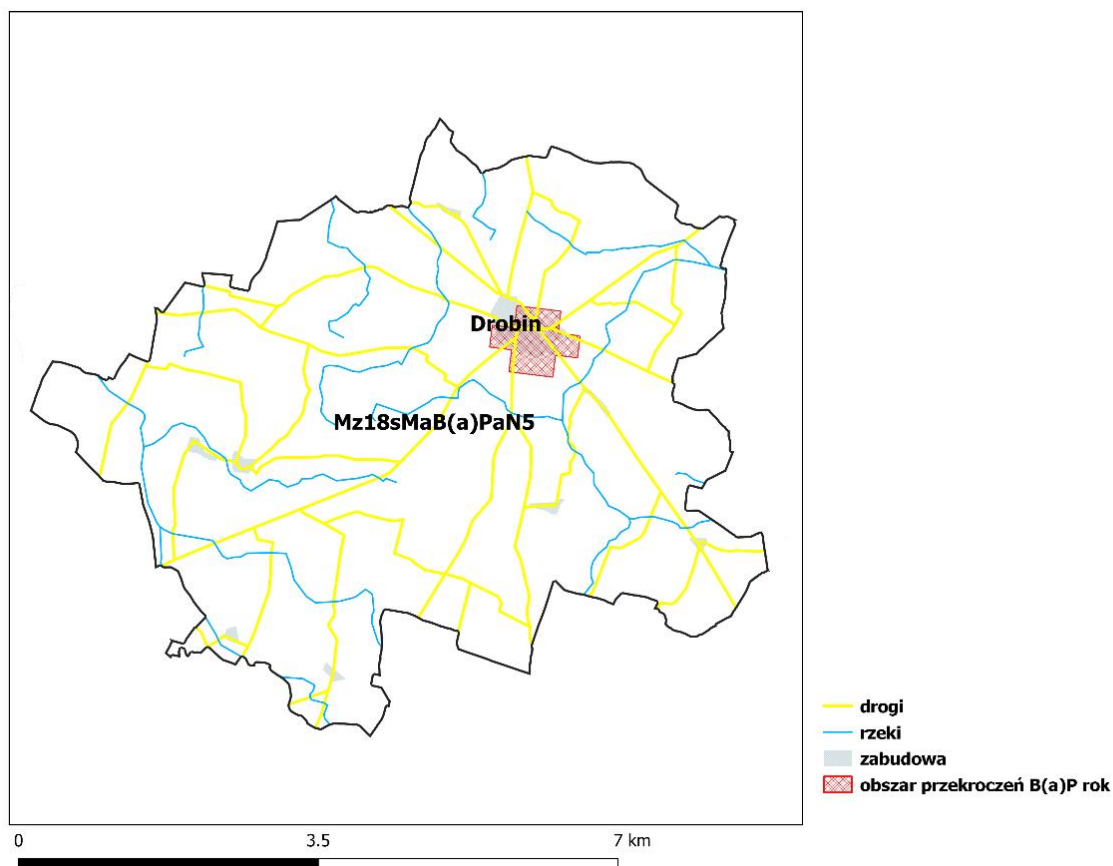 Drobin
Mz18sMaB(a)PaN5
drogi
rzeki
zabudowa
obszar przekroczeń B(a)P rok
0 3.5 7 km